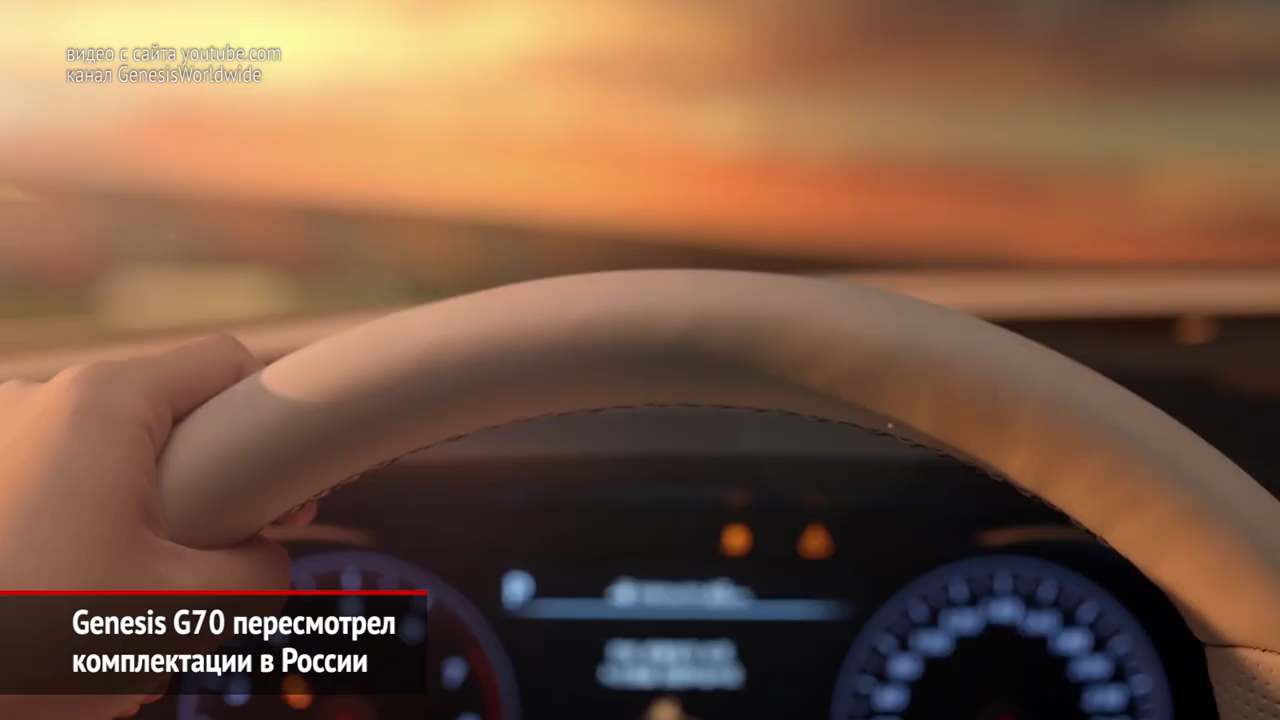 видео с сайта youtube.com
канал GenesisWorldwide
Genesis G70 пересмотрел
комплектации в России